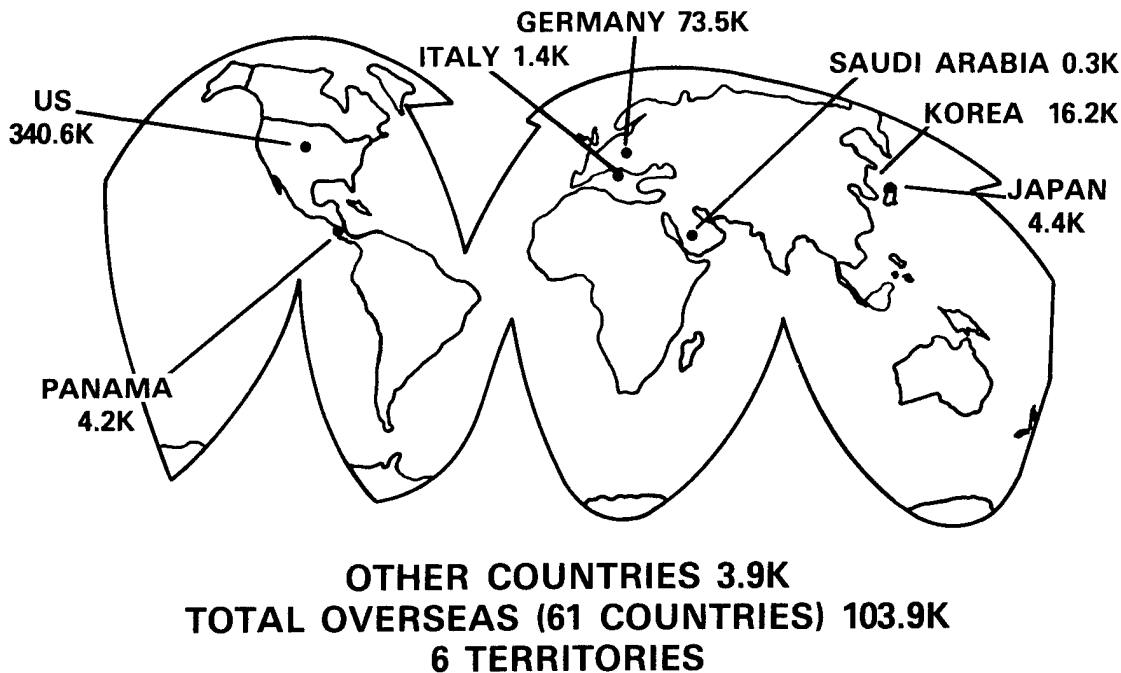 GERMANY 73.5K
ITALY 1.4K
SAUDI ARABIA 0.3K
US
340.6K
KOREA 16.2K
JAPAN
4.4K
PANAMA
4.2K
OTHER COUNTRIES 3.9K
TOTAL OVERSEAS (61 COUNTRIES) 103.9K
6 TERRITORIES